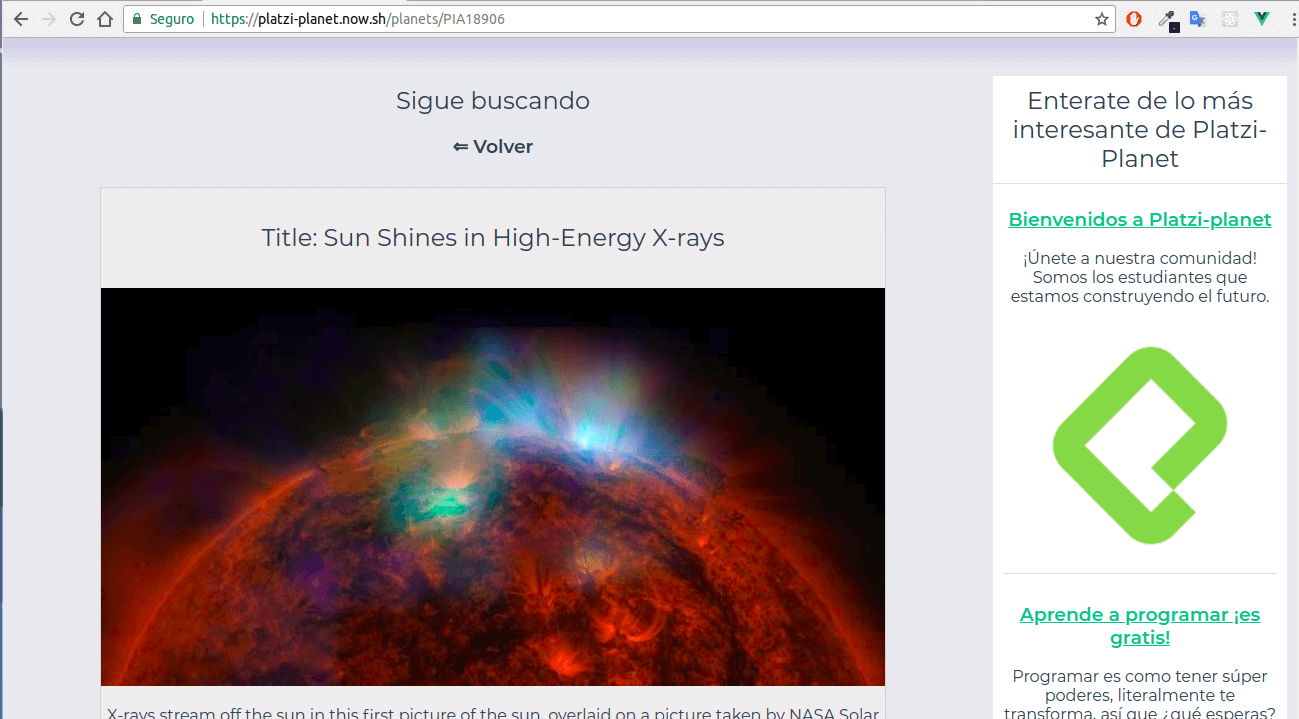 Seguro
https://platzi-planet.now.sh/planets/PIA18906
Sigue buscando
⇐ Volver
Title: Sun Shines in High-Energy X-rays
X-rays stream off the sun in this first picture of the sun, overlaid on a picture taken by NASA Solar
Enterate de lo más
interesante de Platzi-
Planet
Bienvenidos a Platzi-planet
¡Únete a nuestra comunidad!
Somos los estudiantes que
estamos construyendo el futuro.
Aprende a programar ¡es
gratis!
Programar es como tener súper
poderes, literalmente te
transforma, así que ¿qué esperas?